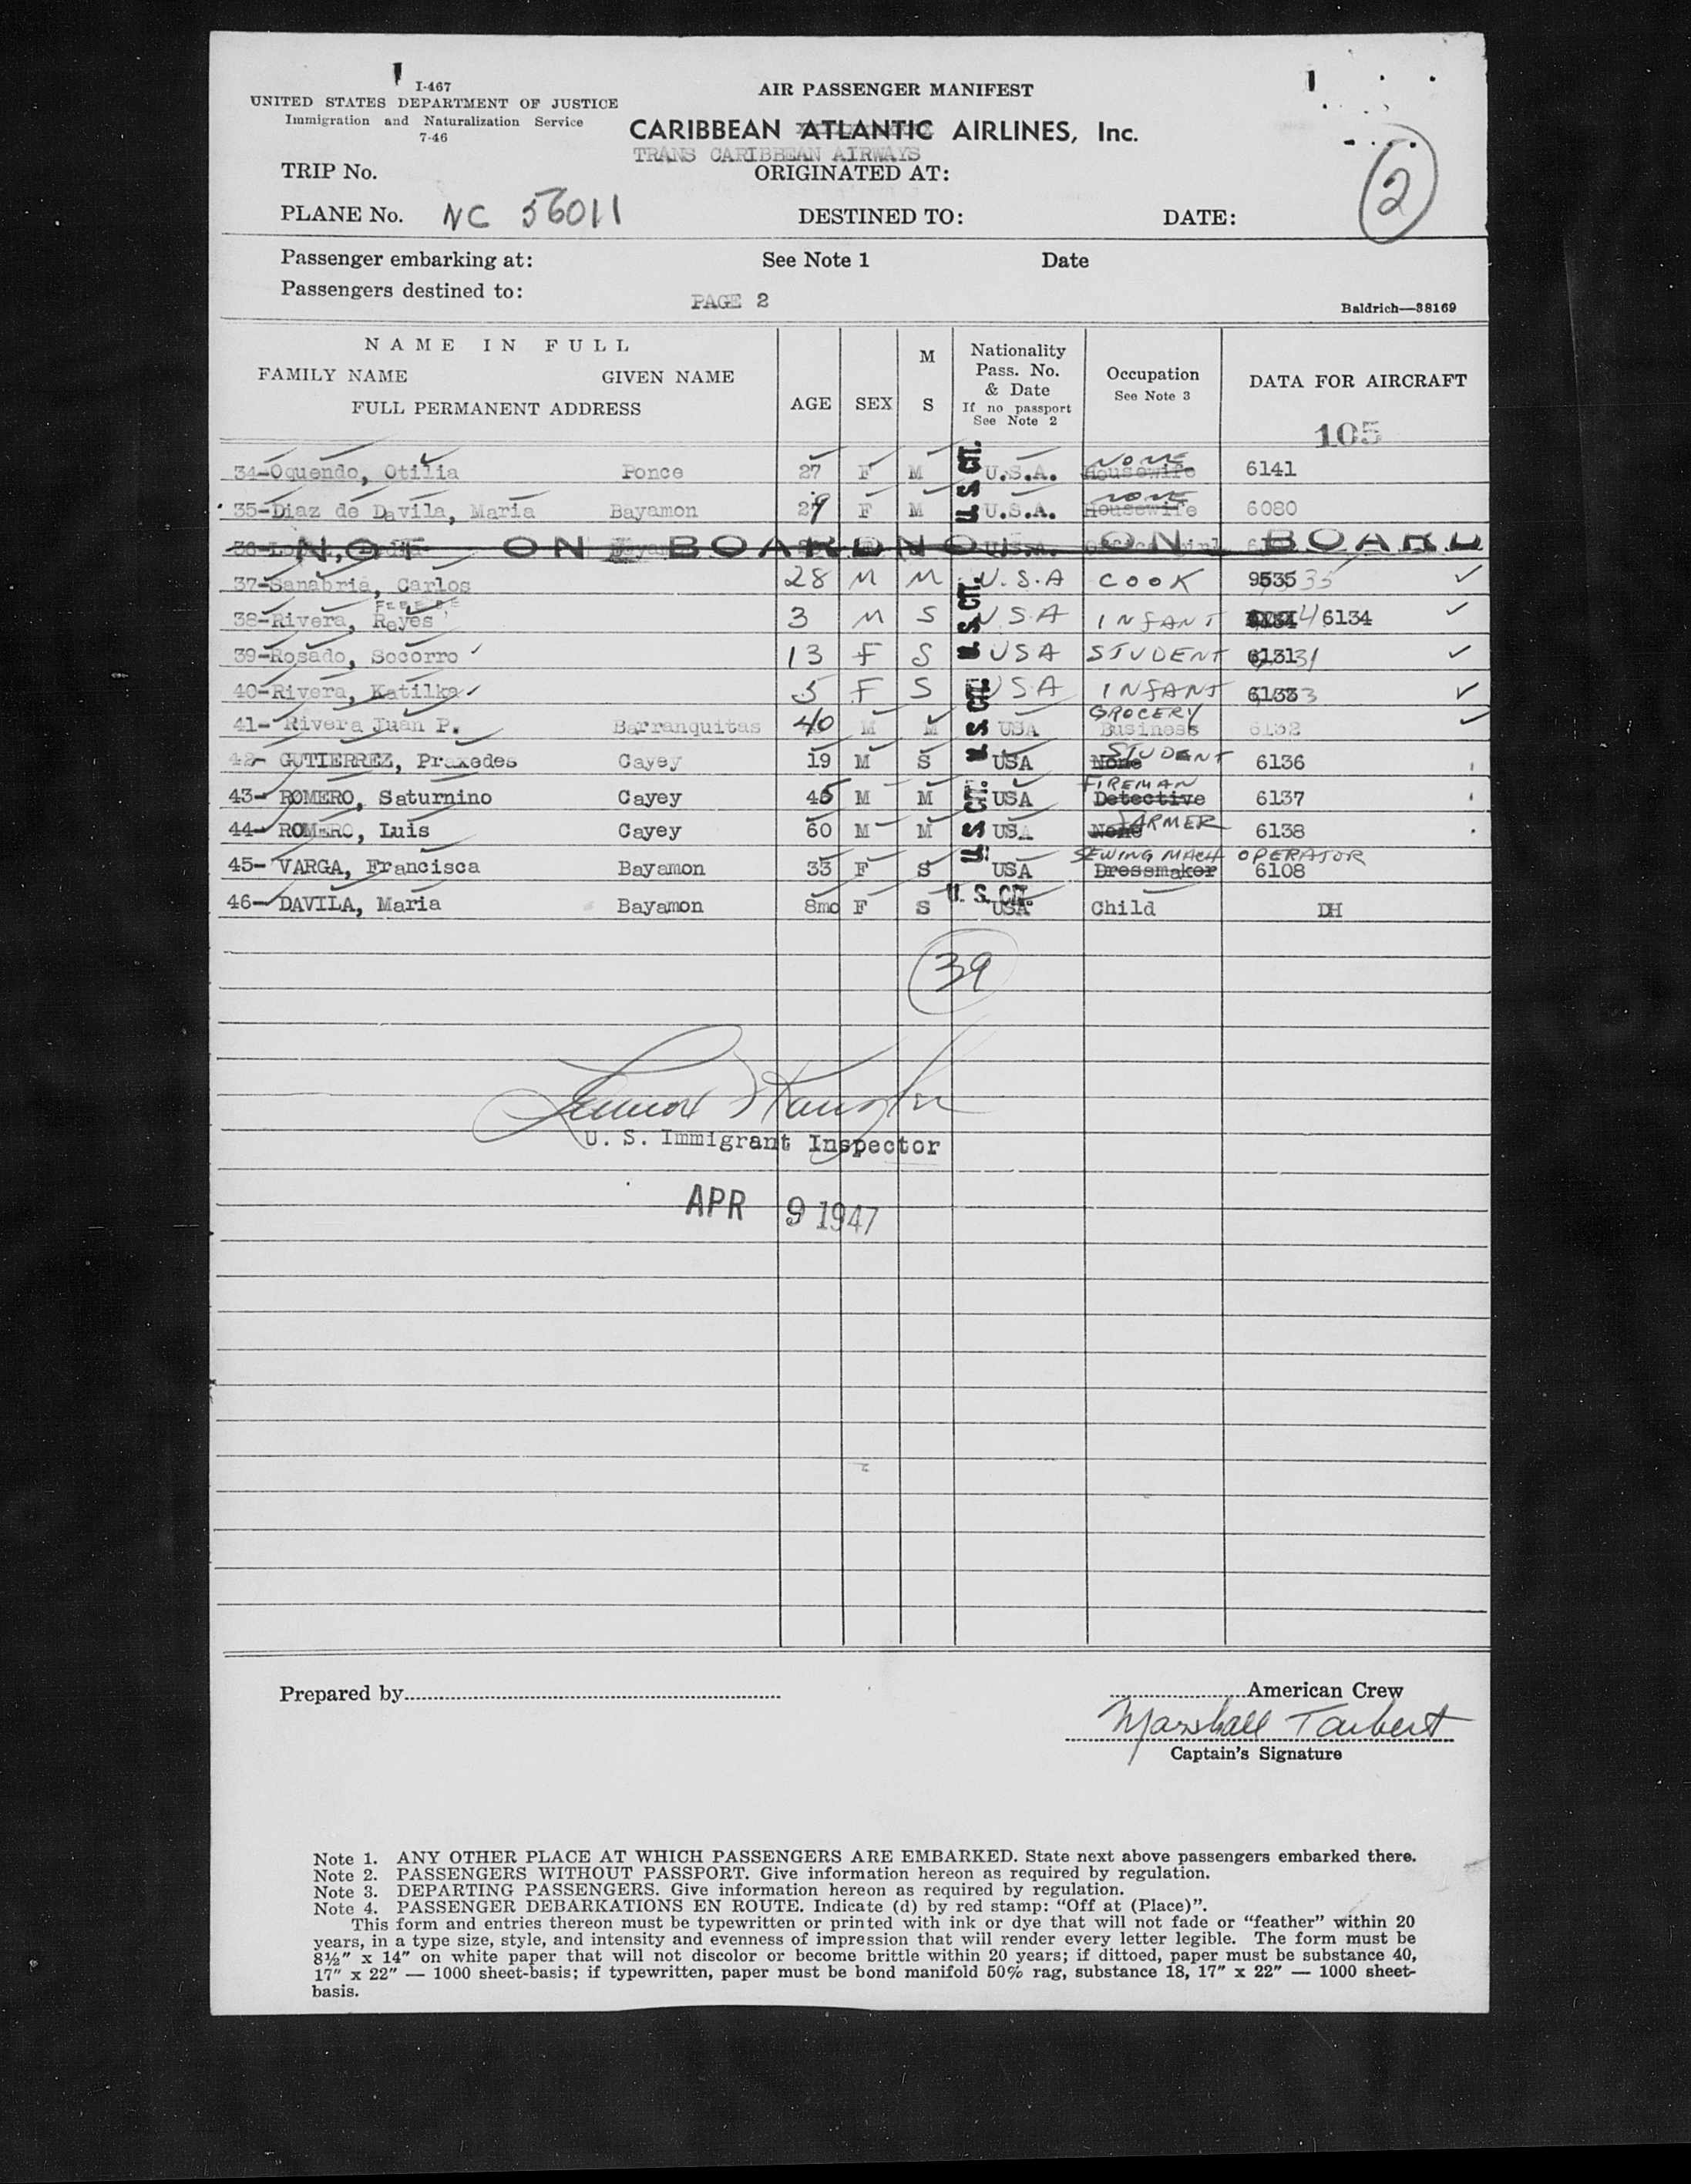 I-467
UNITED STATES DEPARTMENT OF JUSTICE
Immigration and Naturalization Service
7-46
AIR PASSENGER MANIFEST
CARIBBEAN ATLANTIC AIRLINES, Inc.
TRANS CARIBBEAN AIRWAYS
TRIP No. ORIGINATED AT:
2
PLANE No. NC 56011 DESTINED TO: DATE:
Passenger embarking at: See Note 1 Date
Passengers destined to: PAGE 2
Baldrich—38169
NAME IN FULL
FAMILY NAME GIVEN NAME
FULL PERMANENT ADDRESS
AGE SEX M S
Nationality
Pass. No.
& Date
If no passport
See Note 2
Occupation
See Note 3
DATA FOR AIRCRAFT
105
34-Oquendo, Otilia Ponce 27 F M U.S. CIT. U.S.A. Housewife NONE 6141
35-Diaz de Davila, Maria Bayamon 29 F M U.S.A. Housewife NONE 6080
36- NOT ON BOARD NOT ON BOARD
37-Sanabria, Carlos 28 M M U.S. CIT. U.S.A COOK 9535 35
38-Rivera, Reyes 3 M S U.S.A INFANT 4 6134
39-Rosado, Socorro 13 F S USA STUDENT 6131 31
40-Rivera, Katilka 5 F S U.S. CIT. USA INFANT 6133 3
41- Rivera Juan P. Barranquitas 40 M M USA GROCERY Business 6132
42- GUTIERREZ, Praxedes Cayey 19 M S USA None STUDENT 6136
43- ROMERO, Saturnino Cayey 45 M M U.S. CIT. USA FIREMAN Detective 6137
44- ROMERO, Luis Cayey 60 M M USA None FARMER 6138
45- VARGA, Francisca Bayamon 33 F S USA SEWING MACH OPERATOR Dressmaker 6108
46- DAVILA, Maria Bayamon 8mo F S U. S. CIT. USA Child DH
39
U. S. Immigrant Inspector
APR 9 1947
Prepared by American Crew
Marshall Tarbert
Captain's Signature
Note 1. ANY OTHER PLACE AT WHICH PASSENGERS ARE EMBARKED. State next above passengers embarked there.
Note 2. PASSENGERS WITHOUT PASSPORT. Give information hereon as required by regulation.
Note 3. DEPARTING PASSENGERS. Give information hereon as required by regulation.
Note 4. PASSENGER DEBARKATIONS EN ROUTE. Indicate (d) by red stamp: “Off at (Place)”.
This form and entries thereon must be typewritten or printed with ink or dye that will not fade or “feather” within 20
years, in a type size, style, and intensity and evenness of impression that will render every letter legible. The form must be
8½″ x 14″ on white paper that will not discolor or become brittle within 20 years; if dittoed, paper must be substance 40,
17″ x 22″ — 1000 sheet-basis; if typewritten, paper must be bond manifold 50% rag, substance 18, 17″ x 22″ — 1000 sheet-
basis.